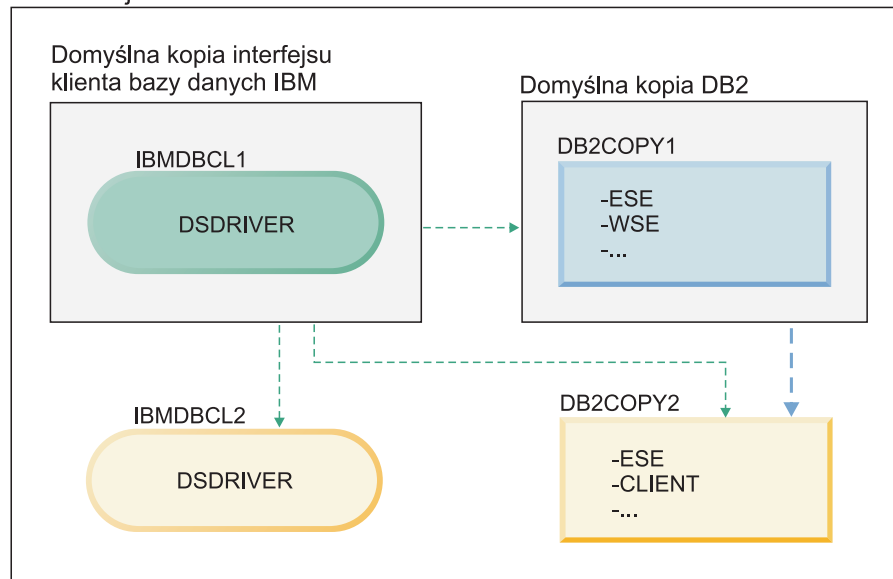 Domyślna kopia interfejsu
klienta bazy danych IBM
IBMDBCL1
DSDRIVER
Domyślna kopia DB2
DB2COPY1
-ESE
-WSE
-...
IBMDBCL2
DSDRIVER
DB2COPY2
-ESE
-CLIENT
-...